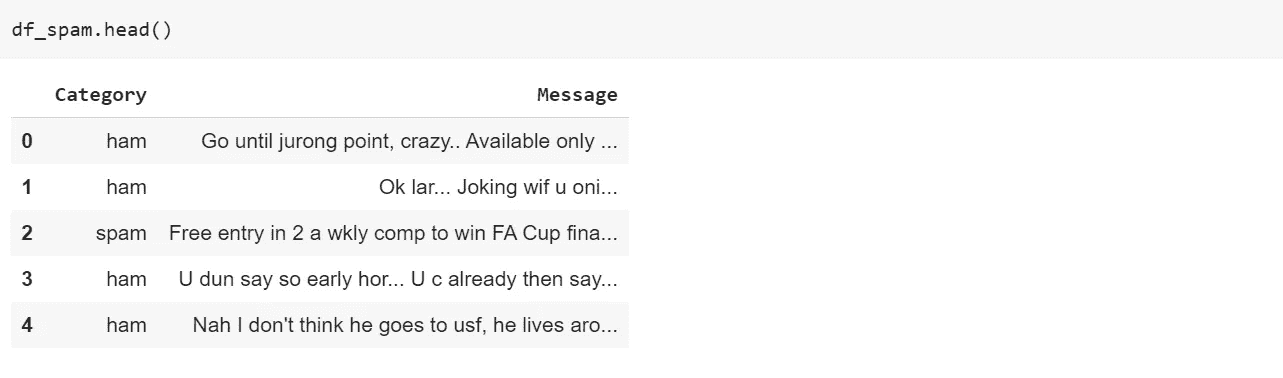 df_spam.head()
Category Message
0 ham Go until jurong point, crazy.. Available only ...
1 ham Ok lar... Joking wif u oni...
2 spam Free entry in 2 a wkly comp to win FA Cup fina...
3 ham U dun say so early hor... U c already then say...
4 ham Nah I don't think he goes to usf, he lives aro...